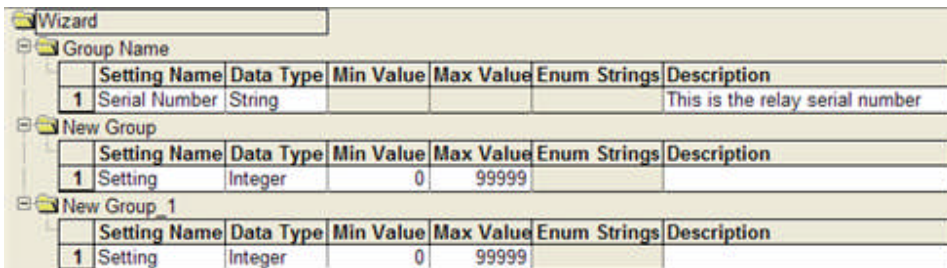 Wizard
Group Name
Setting Name Data Type Min Value Max Value Enum Strings Description
1 Serial Number String This is the relay serial number
New Group
Setting Name Data Type Min Value Max Value Enum Strings Description
1 Setting Integer 0 99999
New Group_1
Setting Name Data Type Min Value Max Value Enum Strings Description
1 Setting Integer 0 99999